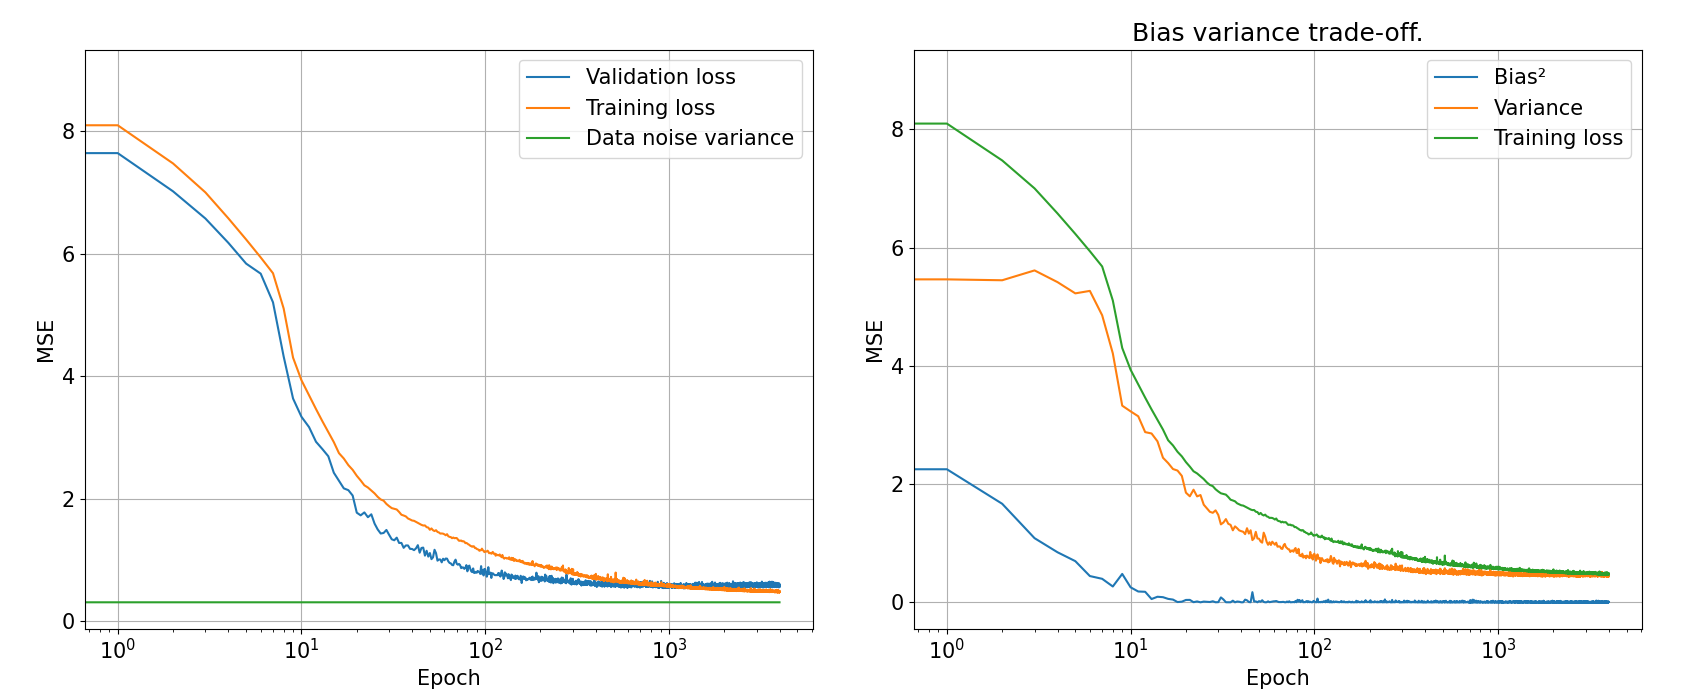 Validation loss
Training loss
Data noise variance
MSE
8
6
4
2
0
10⁰
10¹
10²
10³
Epoch
Bias variance trade-off.
Bias²
Variance
Training loss
MSE
8
6
4
2
0
10⁰
10¹
10²
10³
Epoch